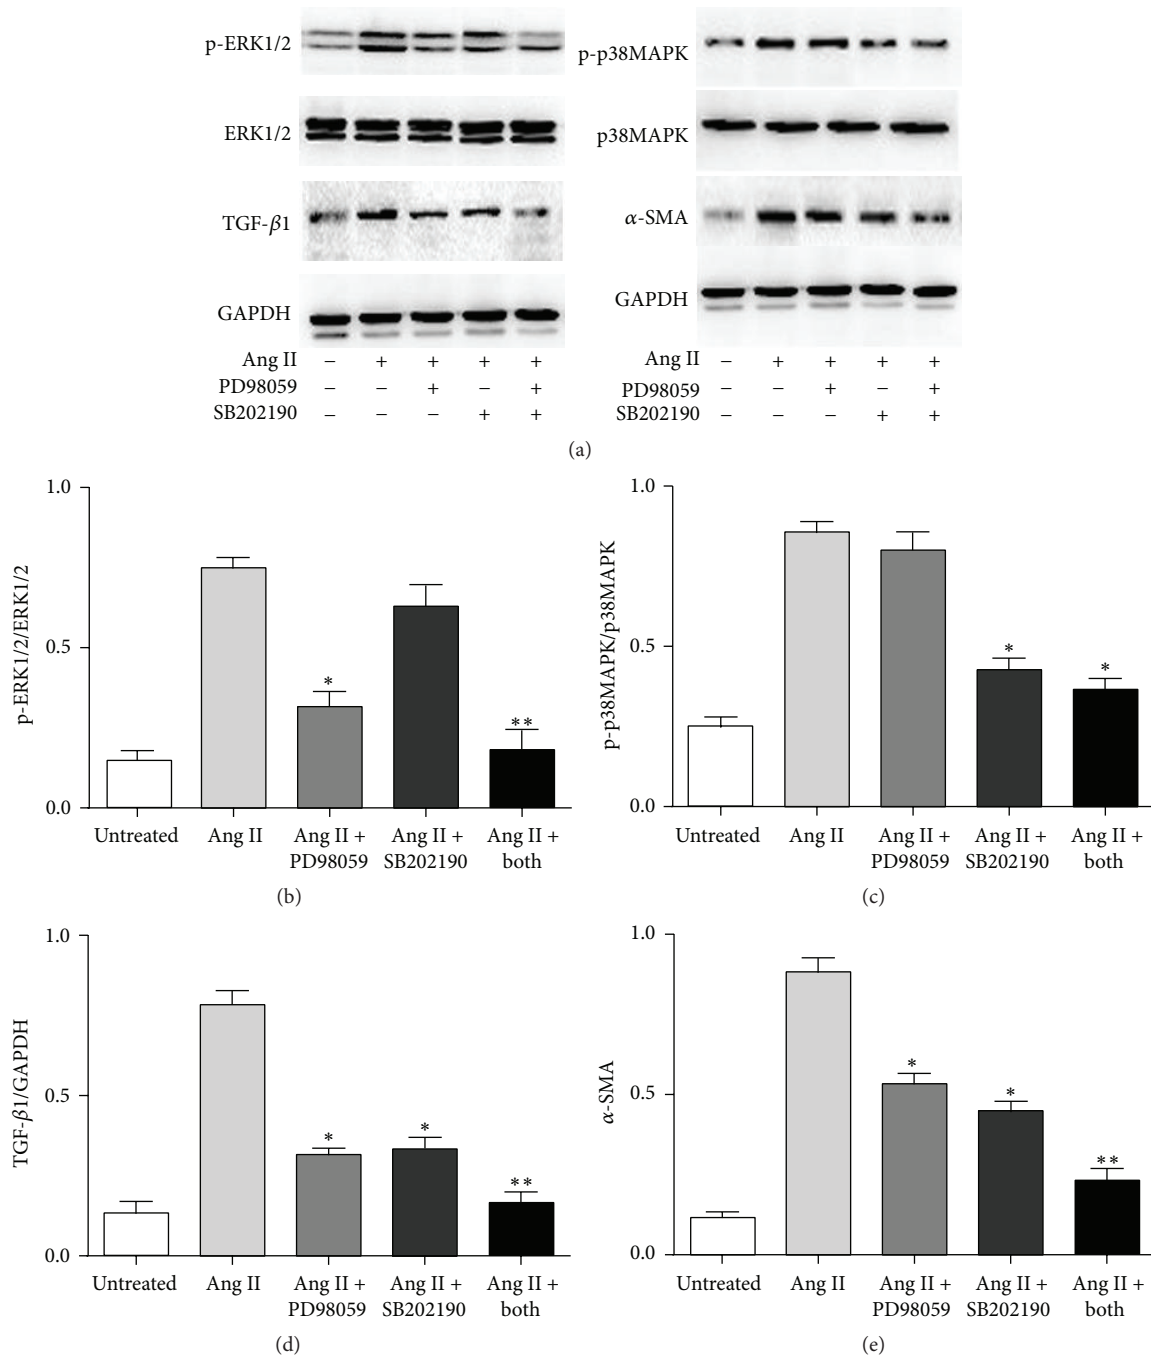 p-ERK1/2
ERK1/2
TGF-β1
GAPDH
Ang II − + + + +
PD98059 − − + − +
SB202190 − − − + +
p-p38MAPK
p38MAPK
α-SMA
GAPDH
Ang II − + + + +
PD98059 − − + − +
SB202190 − − − + +
(a)
p-ERK1/2/ERK1/2
1.0
0.5
0.0
*
**
Untreated Ang II Ang II + Ang II + Ang II +
PD98059 SB202190 both
(b)
p-p38MAPK/p38MAPK
1.0
0.5
0.0
*
*
Untreated Ang II Ang II + Ang II + Ang II +
PD98059 SB202190 both
(c)
TGF-β1/GAPDH
1.0
0.5
0.0
*
*
**
Untreated Ang II Ang II + Ang II + Ang II +
PD98059 SB202190 both
(d)
α-SMA
1.0
0.5
0.0
*
*
**
Untreated Ang II Ang II + Ang II + Ang II +
PD98059 SB202190 both
(e)